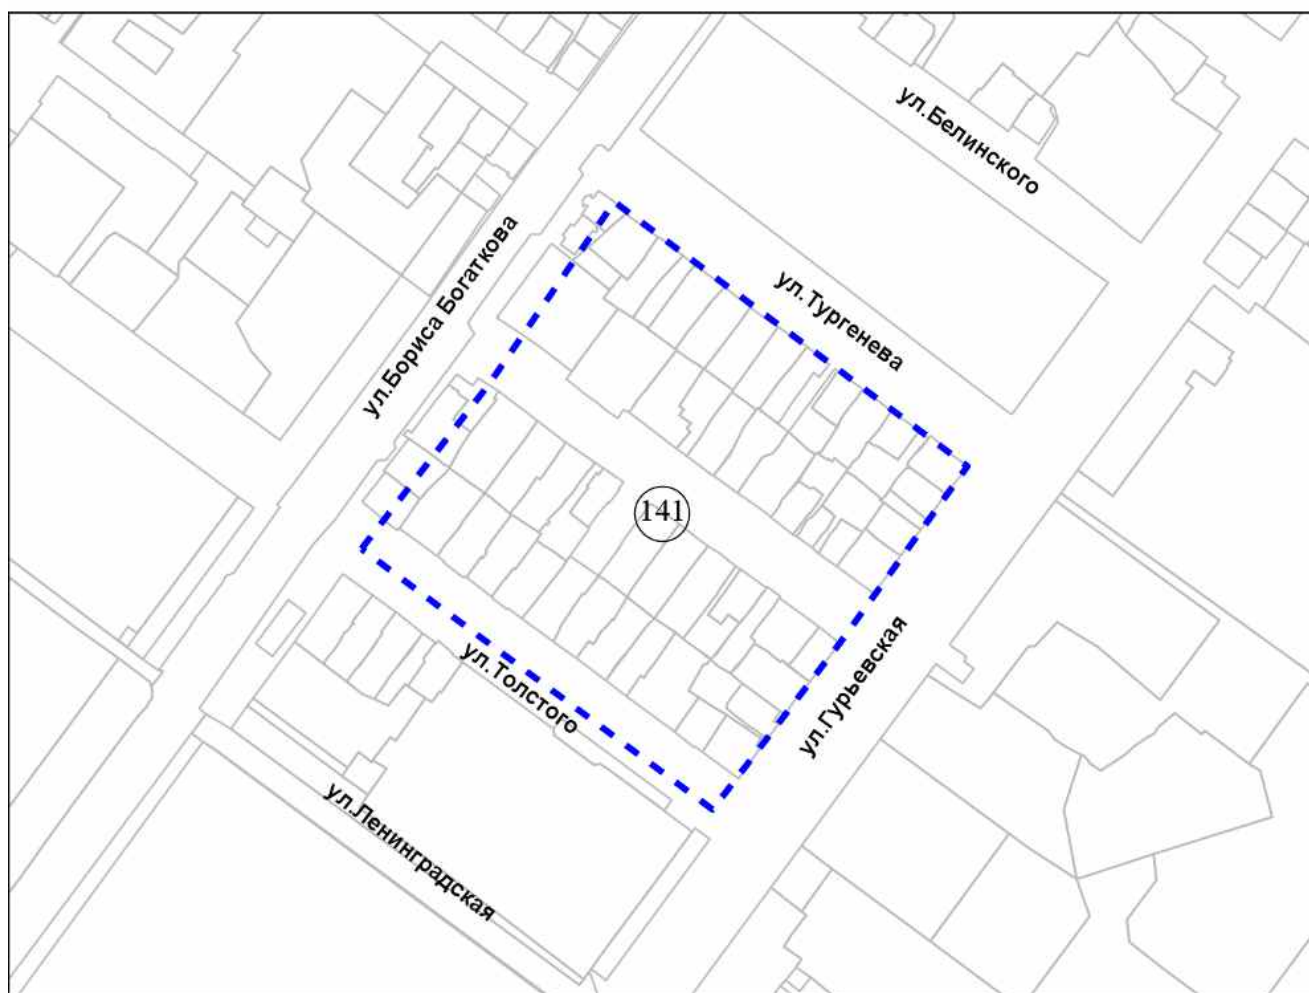 ул.Белинского
ул.Бориса Богаткова
ул.Тургенева
141
ул.Гурьевская
ул.Толстого
ул.Ленинградская